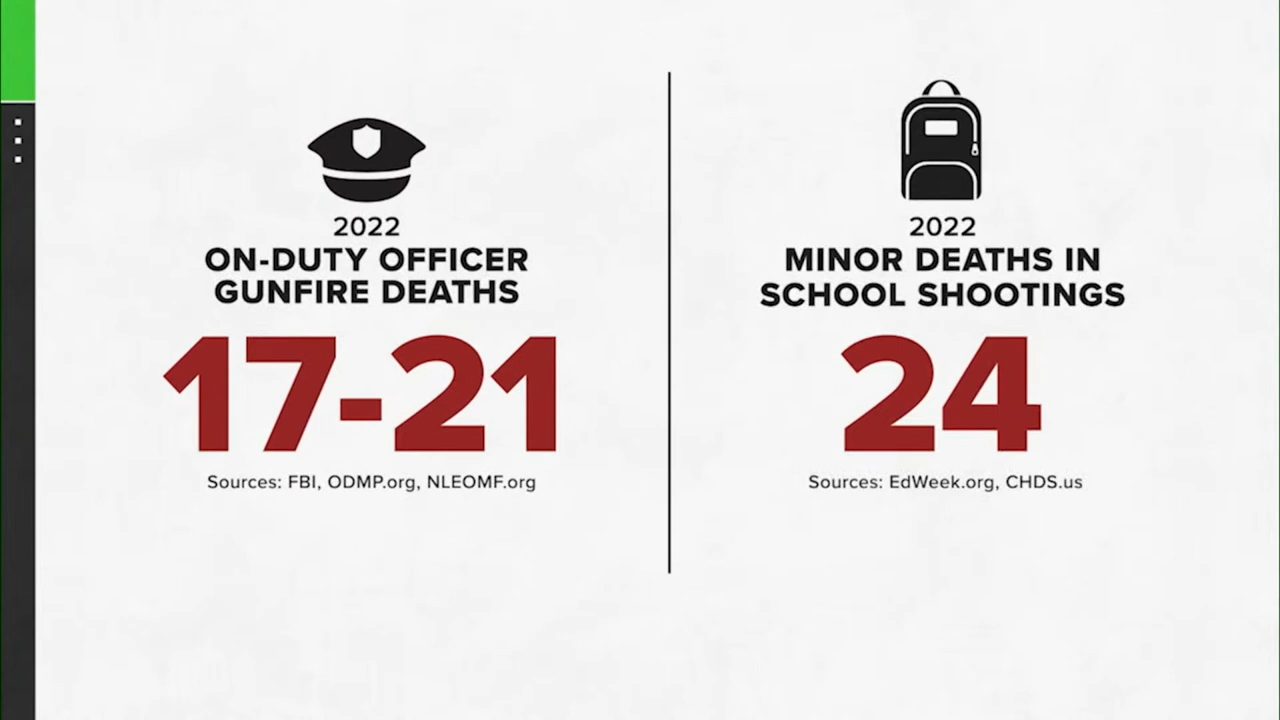 2022
ON-DUTY OFFICER
GUNFIRE DEATHS
17-21
Sources: FBI, ODMP.org, NLEOMF.org
2022
MINOR DEATHS IN
SCHOOL SHOOTINGS
24
Sources: EdWeek.org, CHDS.us